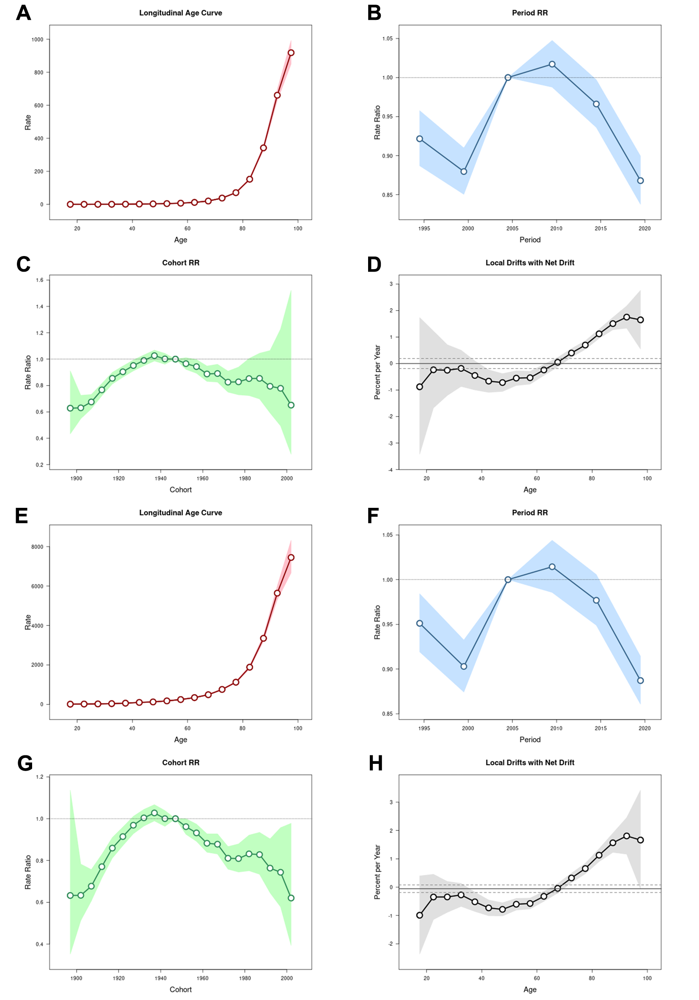 A
Longitudinal Age Curve
1000
800
600
400
200
0
Rate
20 40 60 80 100
Age
B
Period RR
1.05
1.00
0.95
0.90
0.85
Rate Ratio
1995 2000 2005 2010 2015 2020
Period
C
Cohort RR
1.6
1.4
1.2
1.0
0.8
0.6
0.4
0.2
Rate Ratio
1900 1920 1940 1960 1980 2000
Cohort
D
Local Drifts with Net Drift
3
2
1
0
-1
-2
-3
-4
Percent per Year
20 40 60 80 100
Age
E
Longitudinal Age Curve
8000
6000
4000
2000
0
Rate
20 40 60 80 100
Age
F
Period RR
1.05
1.00
0.95
0.90
0.85
Rate Ratio
1995 2000 2005 2010 2015 2020
Period
G
Cohort RR
1.2
1.0
0.8
0.6
0.4
Rate Ratio
1900 1920 1940 1960 1980 2000
Cohort
H
Local Drifts with Net Drift
3
2
1
0
-1
-2
Percent per Year
20 40 60 80 100
Age